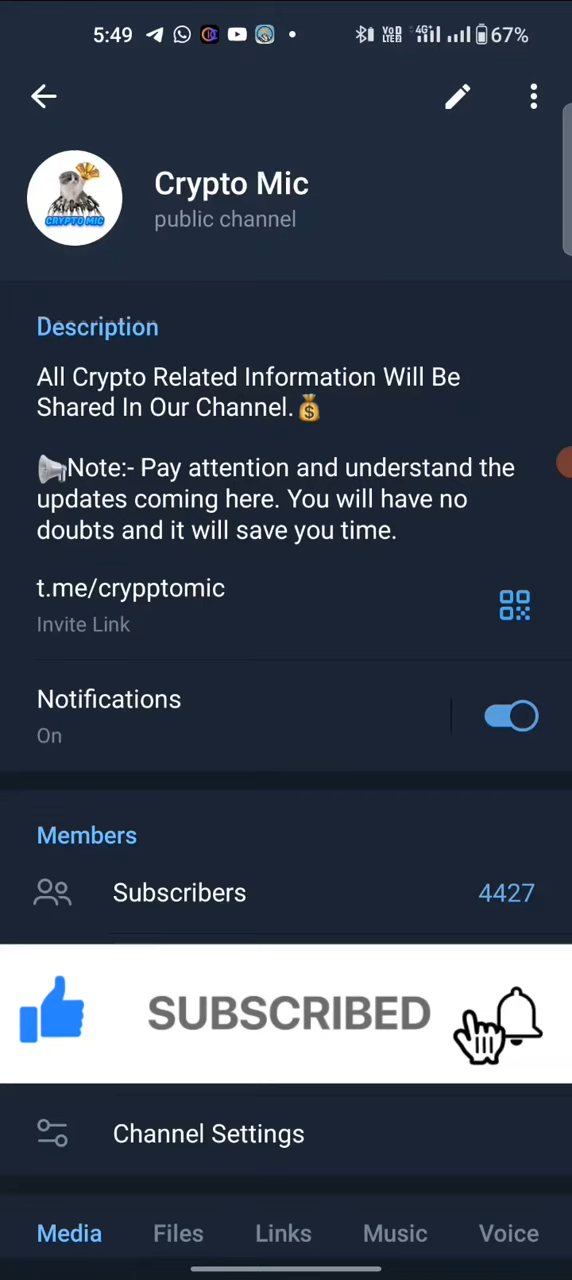 5:49
VoD LTE2
4G+
67%
CRYPTO MIC
Crypto Mic
public channel
Description
All Crypto Related Information Will Be
Shared In Our Channel.💰
📢Note:- Pay attention and understand the
updates coming here. You will have no
doubts and it will save you time.
t.me/crypptomic
Invite Link
Notifications
On
Members
Subscribers 4427
SUBSCRIBED
Channel Settings
Media Files Links Music Voice